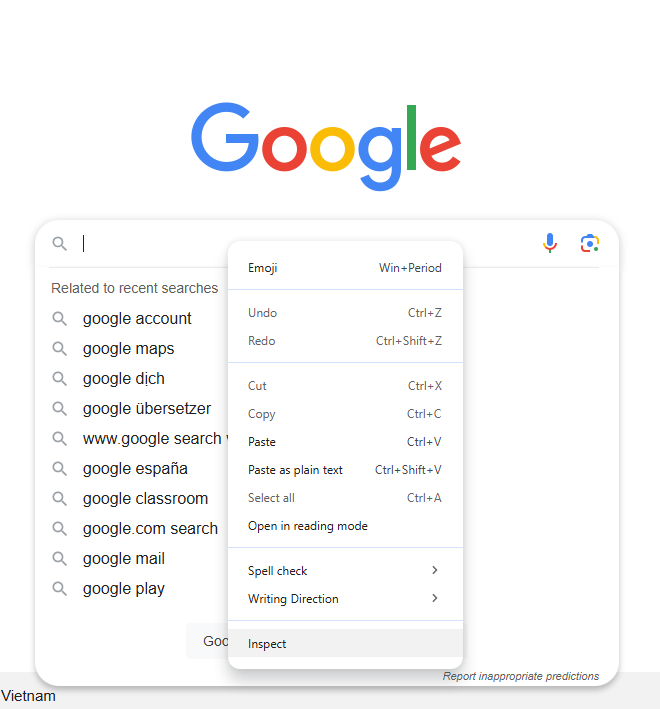 Google
Related to recent searches
google account
google maps
google dịch
google übersetzer
www.google search
google españa
google classroom
google.com search
google mail
google play
Emoji Win+Period
Undo Ctrl+Z
Redo Ctrl+Shift+Z
Cut Ctrl+X
Copy Ctrl+C
Paste Ctrl+V
Paste as plain text Ctrl+Shift+V
Select all Ctrl+A
Open in reading mode
Spell check
Writing Direction
Inspect
Report inappropriate predictions
Vietnam